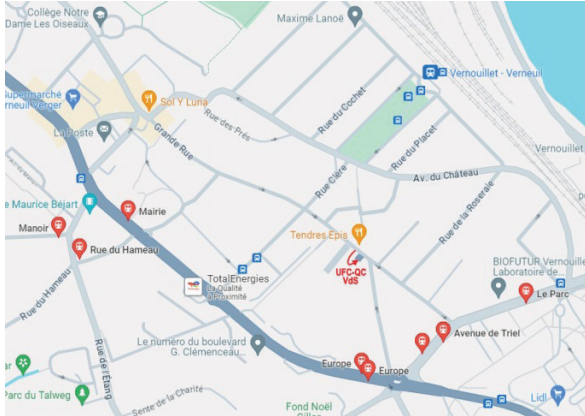 Collège Notre
Dame Les Oiseaux
Maxime Lanoë
Supermarché
erneuil Verger
Sol Y Luna
Vernouillet - Verneuil
La Poste
Grande Rue
Rue des Prés
Rue du Cochet
Rue du Placet
Vernouillet
Rue Cière
Av. du Château
Rue de la Roseraie
e Maurice Béjart
Mairie
Manoir
Rue du Hameau
Tendres Epis
UFC-QC
VdS
BIOFUTUR Vernouille
Laboratoire de...
Rue du Hameau
TotalEnergies
La Qualité
à Proximité
Le Parc
Avenue de Triel
Rue de l'Étang
Le numéro du boulevard
G. Clémenceau...
Europe
Europe
ar
Parc du Talweg
Sente de la Charité
Fond Noël
Lidl